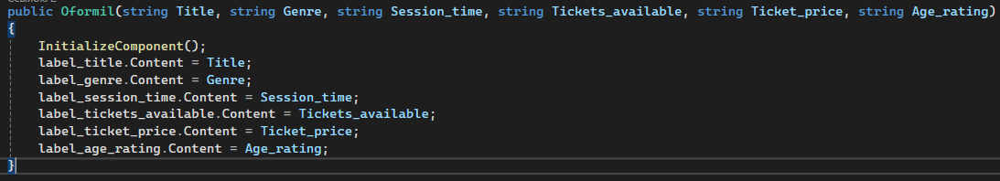 public Oformil(string Title, string Genre, string Session_time, string Tickets_available, string Ticket_price, string Age_rating)
{
InitializeComponent();
label_title.Content = Title;
label_genre.Content = Genre;
label_session_time.Content = Session_time;
label_tickets_available.Content = Tickets_available;
label_ticket_price.Content = Ticket_price;
label_age_rating.Content = Age_rating;
}